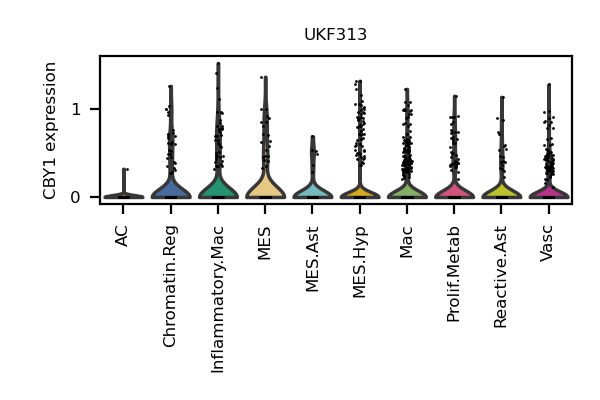 UKF313
CBY1 expression
1
0
AC
Chromatin.Reg
Inflammatory.Mac
MES
MES.Ast
MES.Hyp
Mac
Prolif.Metab
Reactive.Ast
Vasc